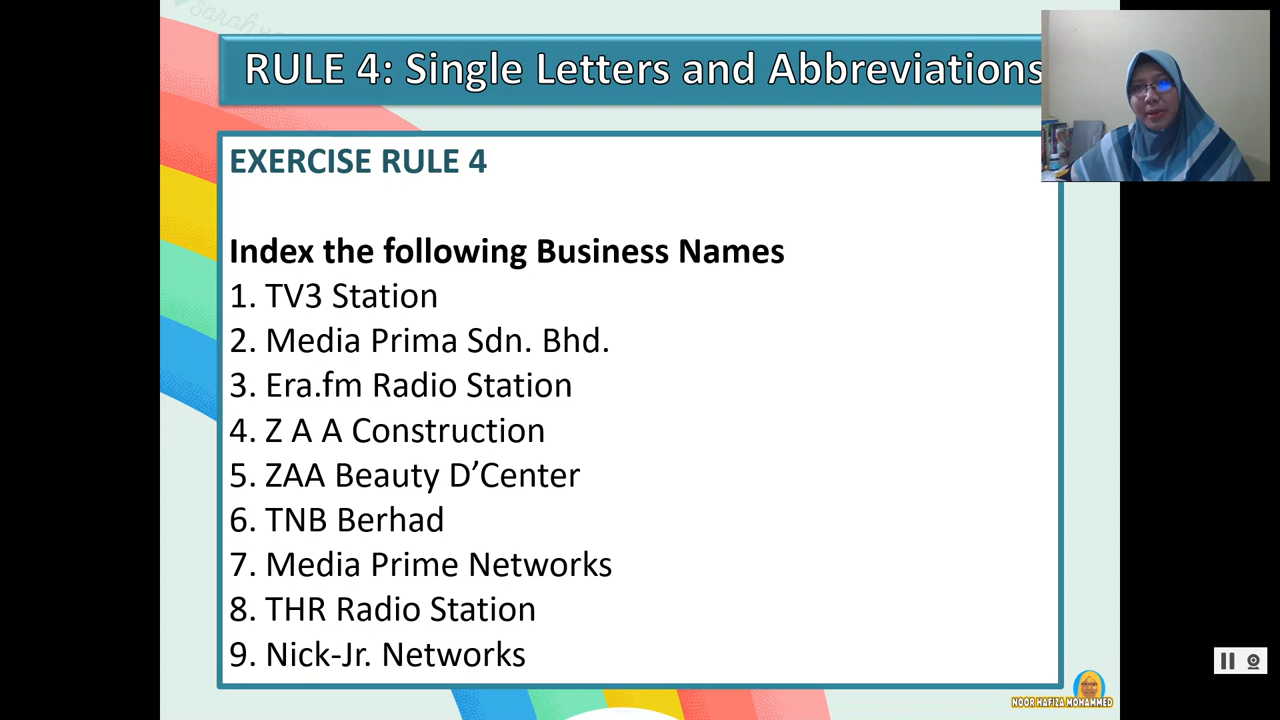 sarah
RULE 4: Single Letters and Abbreviations
EXERCISE RULE 4
Index the following Business Names
1. TV3 Station
2. Media Prima Sdn. Bhd.
3. Era.fm Radio Station
4. Z A A Construction
5. ZAA Beauty D’Center
6. TNB Berhad
7. Media Prime Networks
8. THR Radio Station
9. Nick-Jr. Networks
NOOR HAFIZA MOHAMMED